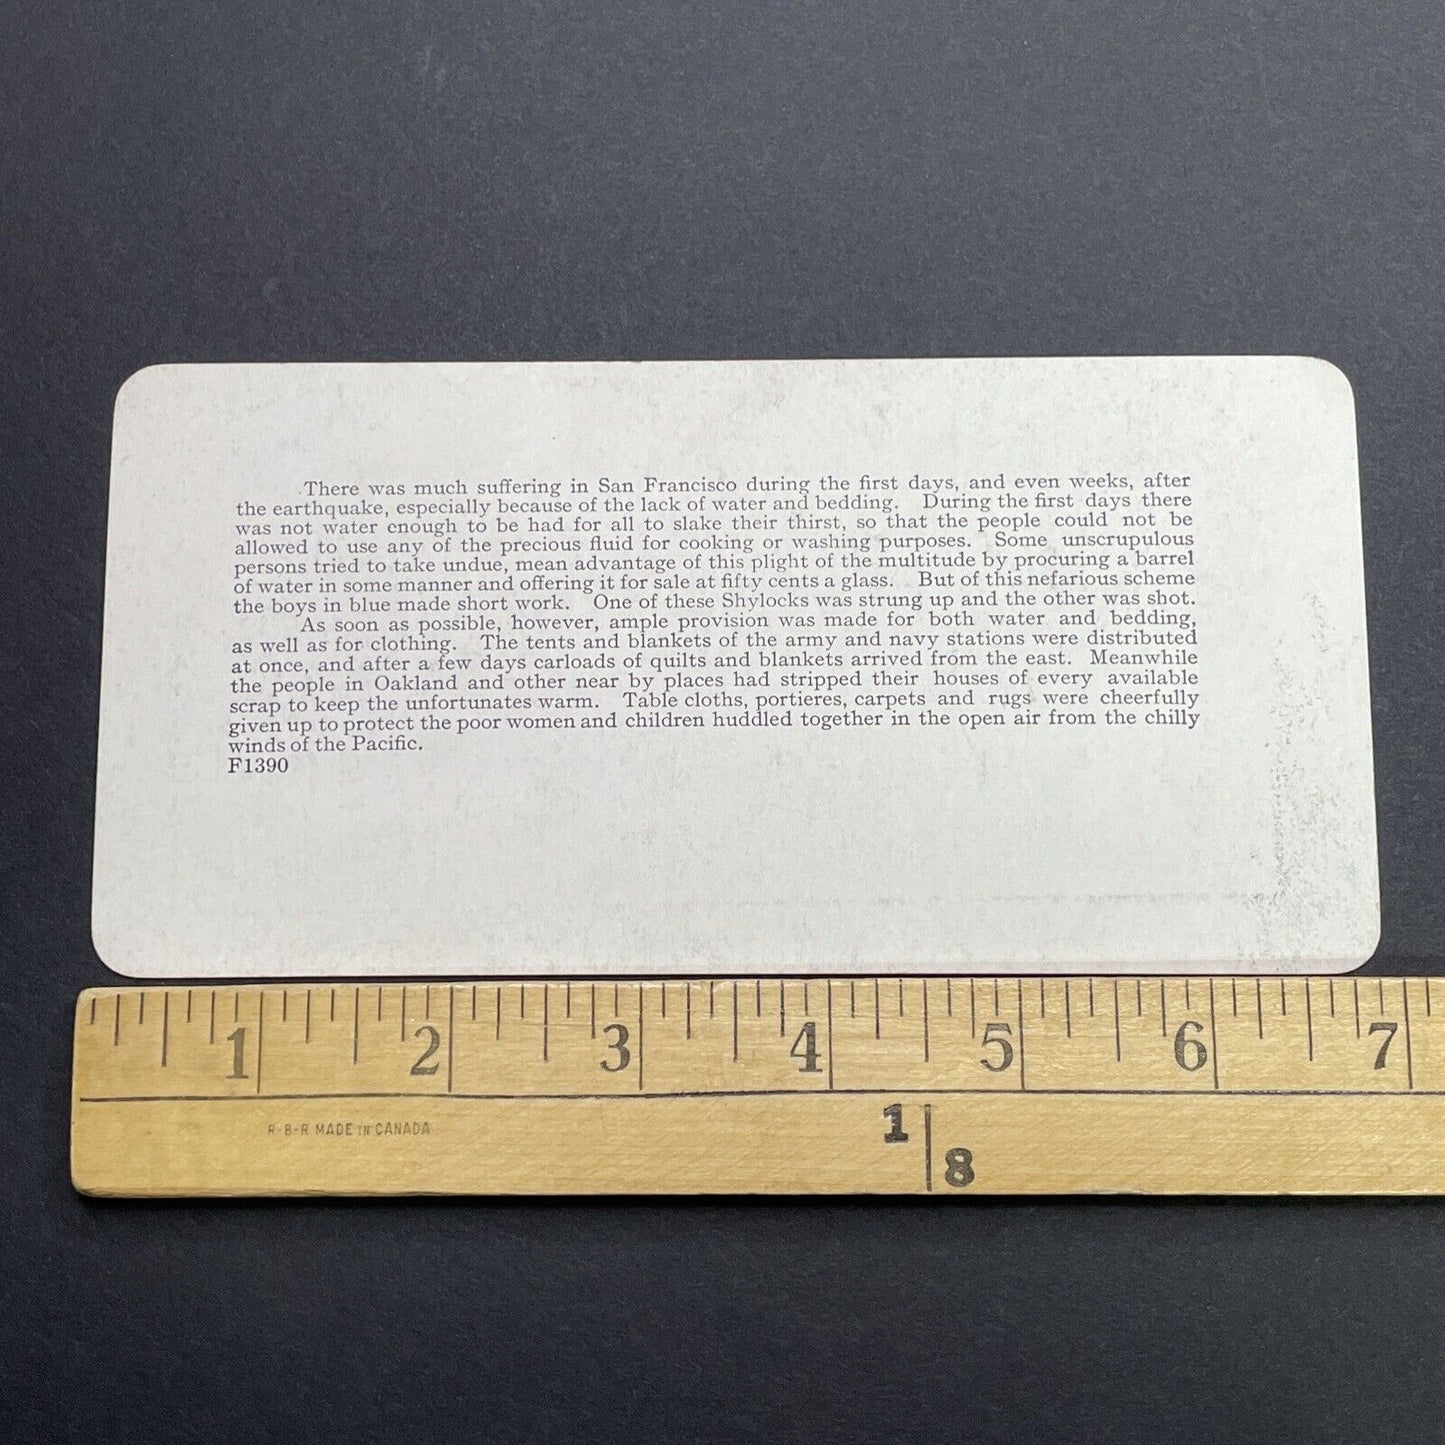 There was much suffering in San Francisco during the first days, and even weeks, after
the earthquake, especially because of the lack of water and bedding. During the first days there
was not water cnough to be had for all to slake their thirst, so that the people could not be
allowed to use any of the precious fluid for cooking or washing purposes. Some unscrupulous
persons tried to take undue, mean advantage of this plight of the multitude by procuring a barrel
of water in some manner and offering it for sale at fifty cents a glass. But of this nefarious scheme
the boys in blue made short work. One of these Shylocks was strung up and the other was shot.
As soon as possible, however, ample provision was made for both water and bedding,
as well as for clothing. The tents and blankets of the army and navy stations were distributed
at once, and after a few days carloads of quilts and blankets arrived from the east. Meanwhile
the people in Oakland and other near by places had stripped their houses of every available
scrap to keep the unfortunates warm. Table cloths, portieres, carpets and rugs were cheerfully
given up to protect the poor women and children huddled together in the open air from the chilly
winds of the Pacific.
F1390
1 2 3 4 5 6 7
R-B-R MADE IN CANADA
1 8